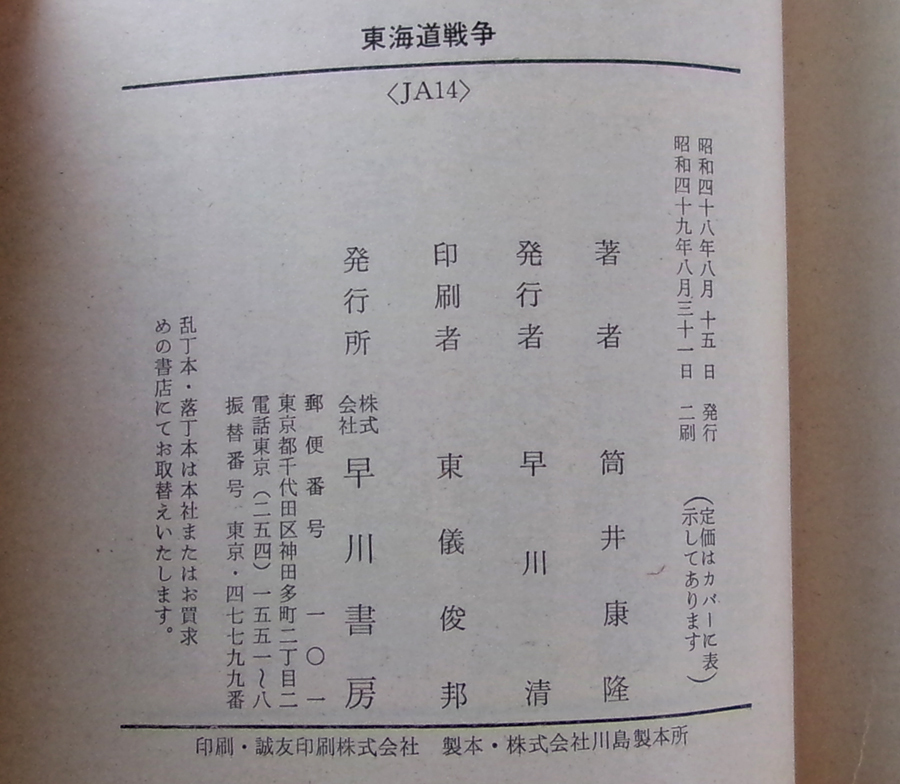 東海道戦争
〈JA14〉
昭和四十八年八月 十五 日 発行
昭和四十九年八月三十一日 二刷
(定価はカバーに表
示してあります)
著者 筒井康隆
発行者 早川清
印刷者 東儀俊邦
発行所 株式会社 早川書房
郵便番号 一〇一
東京都千代田区神田多町二丁目二
電話東京(二五四)一五五一〜八
振替番号 東京・四七七九九番
乱丁本・落丁本は本社またはお買求
めの書店にてお取替えいたします。
印刷・誠友印刷株式会社 製本・株式会社川島製本所